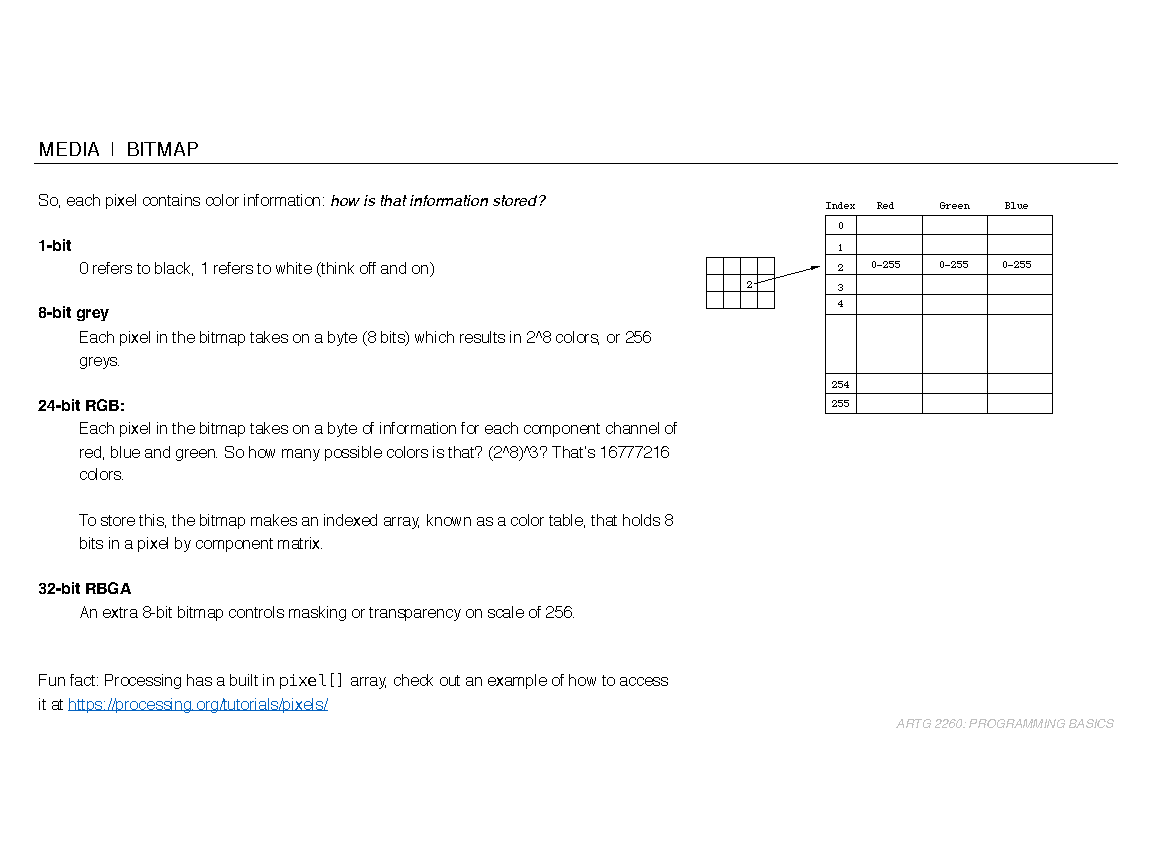 MEDIA | BITMAP
So, each pixel contains color information: how is that information stored?
1-bit
0 refers to black, 1 refers to white (think off and on)
8-bit grey
Each pixel in the bitmap takes on a byte (8 bits) which results in 2^8 colors, or 256
greys.
24-bit RGB:
Each pixel in the bitmap takes on a byte of information for each component channel of
red, blue and green. So how many possible colors is that? (2^8)^3? That's 16777216
colors.
To store this, the bitmap makes an indexed array, known as a color table, that holds 8
bits in a pixel by component matrix.
32-bit RBGA
An extra 8-bit bitmap controls masking or transparency on scale of 256.
Fun fact: Processing has a built in pixel[] array, check out an example of how to access
it at https://processing.org/tutorials/pixels/
Index Red Green Blue
0
1
2 0-255 0-255 0-255
3
4
254
255
2
ARTG 2260: PROGRAMMING BASICS